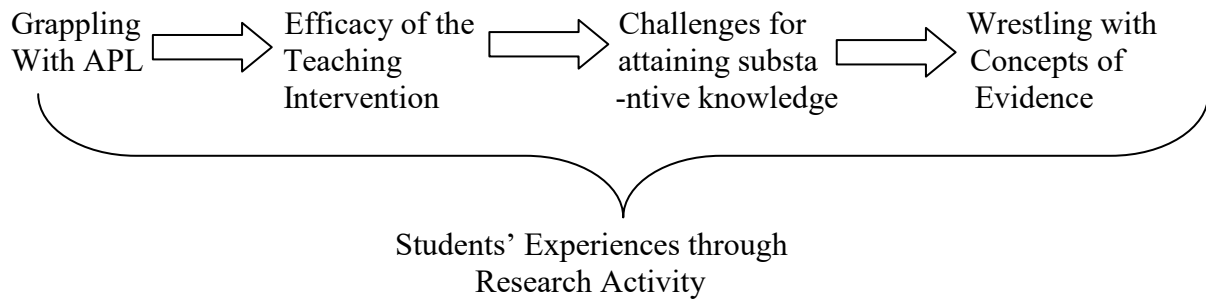 Grappling
With APL
Efficacy of the
Teaching
Intervention
Challenges for
attaining substa
-ntive knowledge
Wrestling with
Concepts of
Evidence
Students’ Experiences through
Research Activity